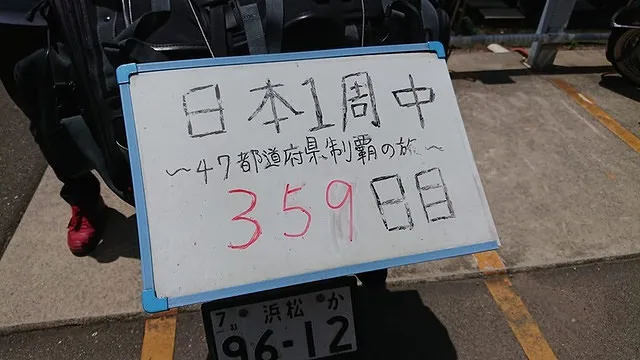 日本1周中
~47都道府県制覇の旅~
359日目
浜松 か
96-12